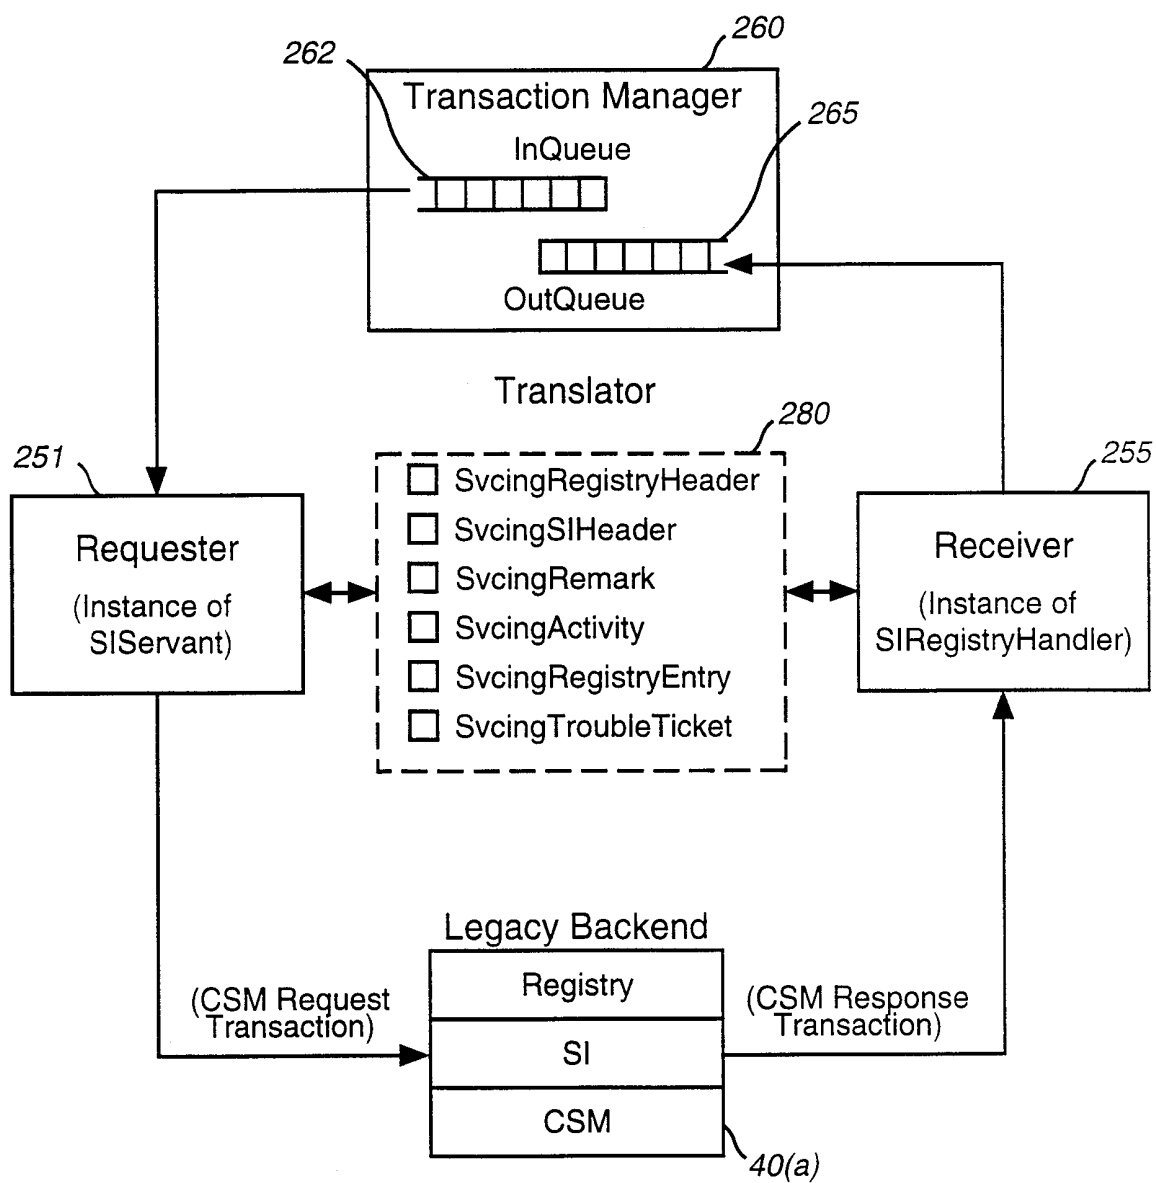 260
262
Transaction Manager
265
InQueue
OutQueue
Translator
280
251
255
SvcingRegistryHeader
SvcingSIHeader
SvcingRemark
SvcingActivity
SvcingRegistryEntry
SvcingTroubleTicket
Requester
(Instance of
SIServant)
Receiver
(Instance of
SIRegistryHandler)
Legacy Backend
Registry
SI
CSM
(CSM Request
Transaction)
(CSM Response
Transaction)
40(a)